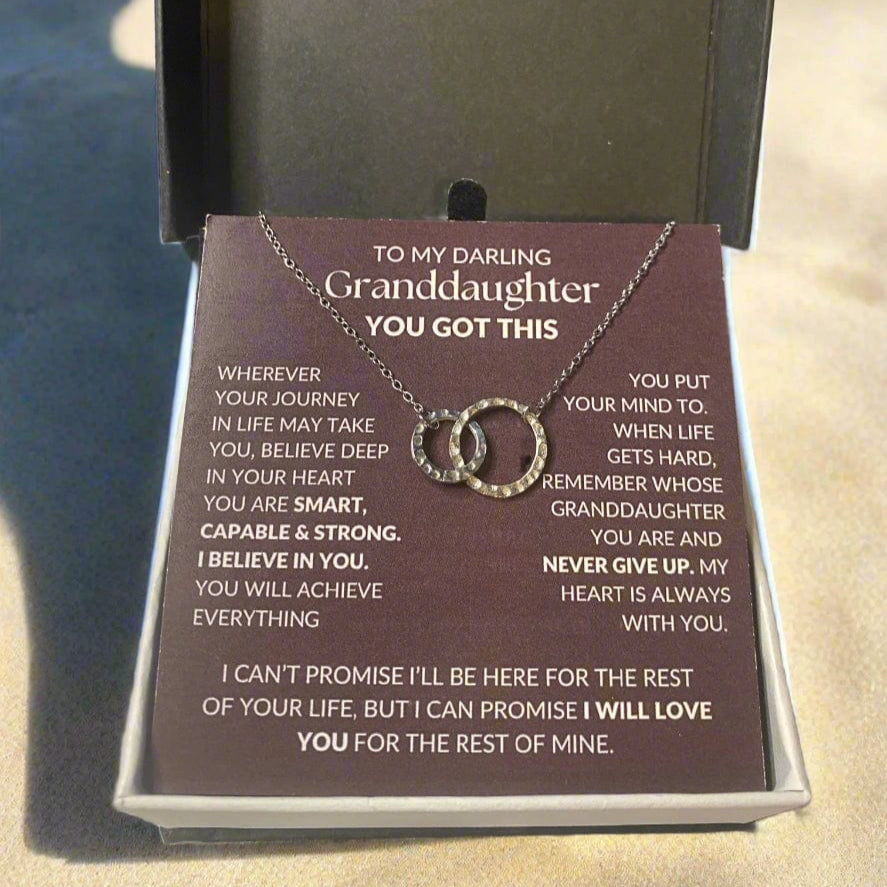 TO MY DARLING
Granddaughter
YOU GOT THIS
WHEREVER
YOUR JOURNEY
IN LIFE MAY TAKE
YOU, BELIEVE DEEP
IN YOUR HEART
YOU ARE SMART,
CAPABLE & STRONG.
I BELIEVE IN YOU.
YOU WILL ACHIEVE
EVERYTHING
YOU PUT
YOUR MIND TO.
WHEN LIFE
GETS HARD,
REMEMBER WHOSE
GRANDDAUGHTER
YOU ARE AND
NEVER GIVE UP. MY
HEART IS ALWAYS
WITH YOU.
I CAN'T PROMISE I'LL BE HERE FOR THE REST
OF YOUR LIFE, BUT I CAN PROMISE I WILL LOVE
YOU FOR THE REST OF MINE.